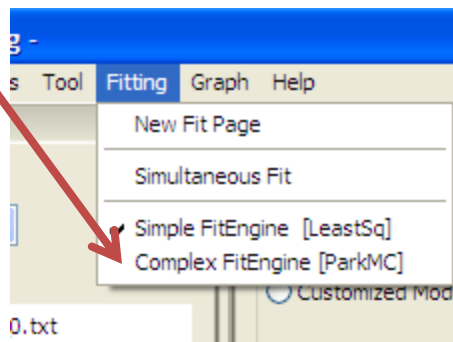 g -
s Tool Fitting Graph Help
New Fit Page
Simultaneous Fit
Simple FitEngine [LeastSq]
Complex FitEngine [ParkMC]
Customized Mod
0.txt